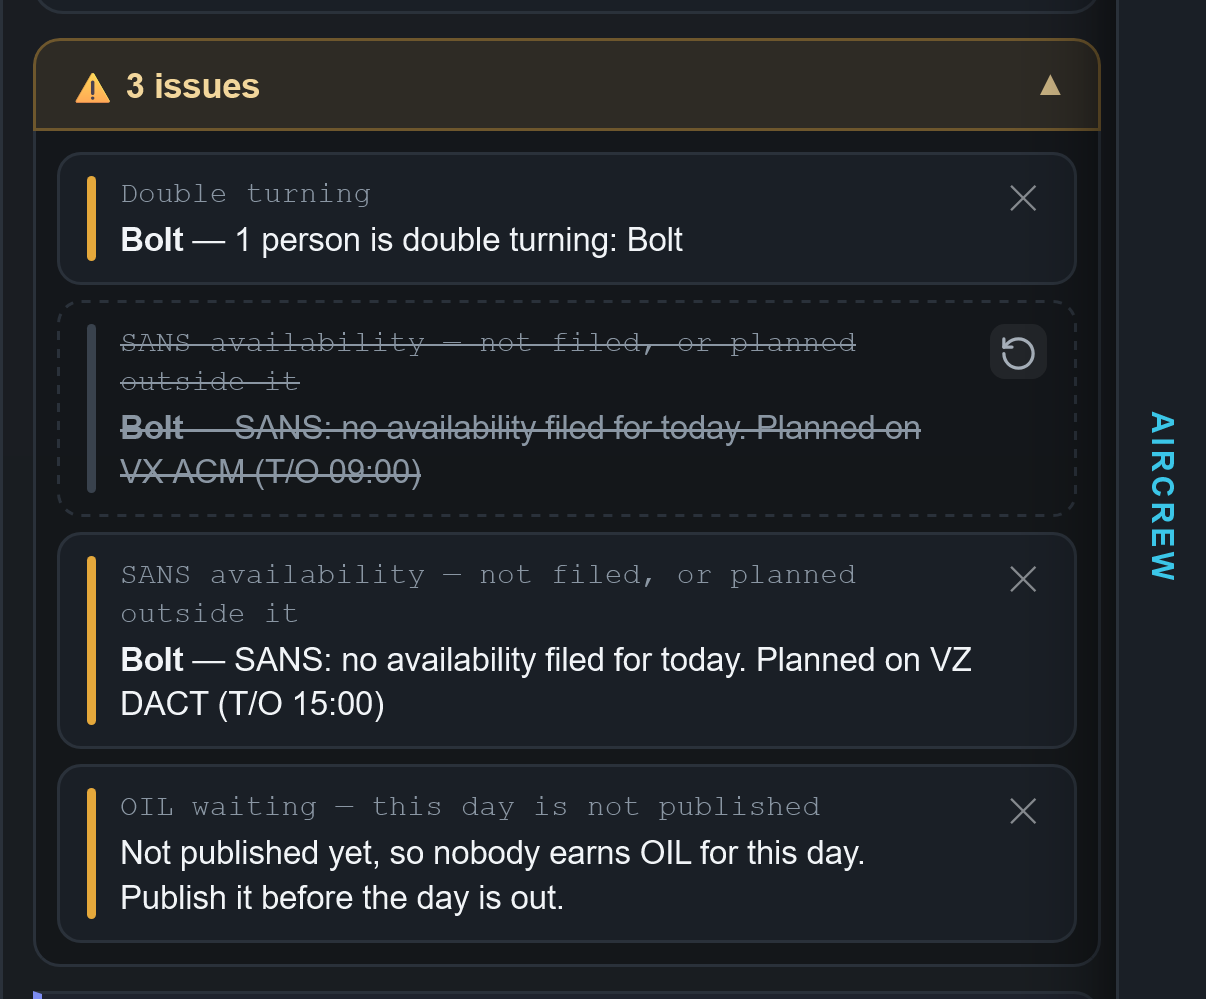 3 issues
Double turning
Bolt — 1 person is double turning: Bolt
SANS availability — not filed, or planned
outside it
Bolt — SANS: no availability filed for today. Planned on
VX ACM (T/O 09:00)
SANS availability — not filed, or planned
outside it
Bolt — SANS: no availability filed for today. Planned on VZ
DACT (T/O 15:00)
OIL waiting — this day is not published
Not published yet, so nobody earns OIL for this day.
Publish it before the day is out.
AIRCREW